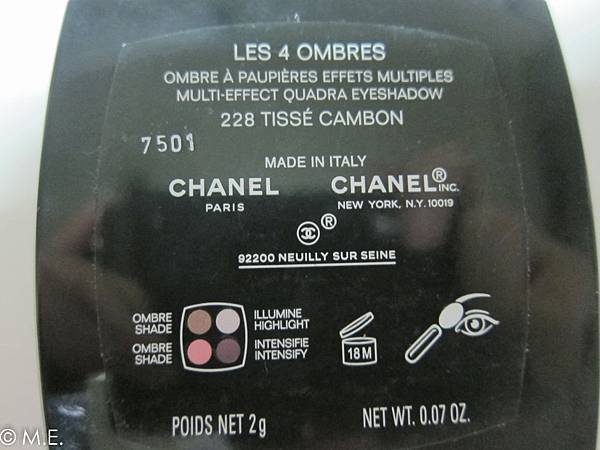 LES 4 OMBRES
OMBRE À PAUPIÈRES EFFETS MULTIPLES
MULTI-EFFECT QUADRA EYESHADOW
228 TISSÉ CAMBON
7501
MADE IN ITALY
CHANEL CHANEL® INC.
PARIS NEW YORK, N.Y. 10019
®
92200 NEUILLY SUR SEINE
OMBRE ILLUMINE
SHADE HIGHLIGHT
OMBRE INTENSIFIE
SHADE INTENSIFY
18 M
POIDS NET 2g NET WT. 0.07 OZ.
© M.E.